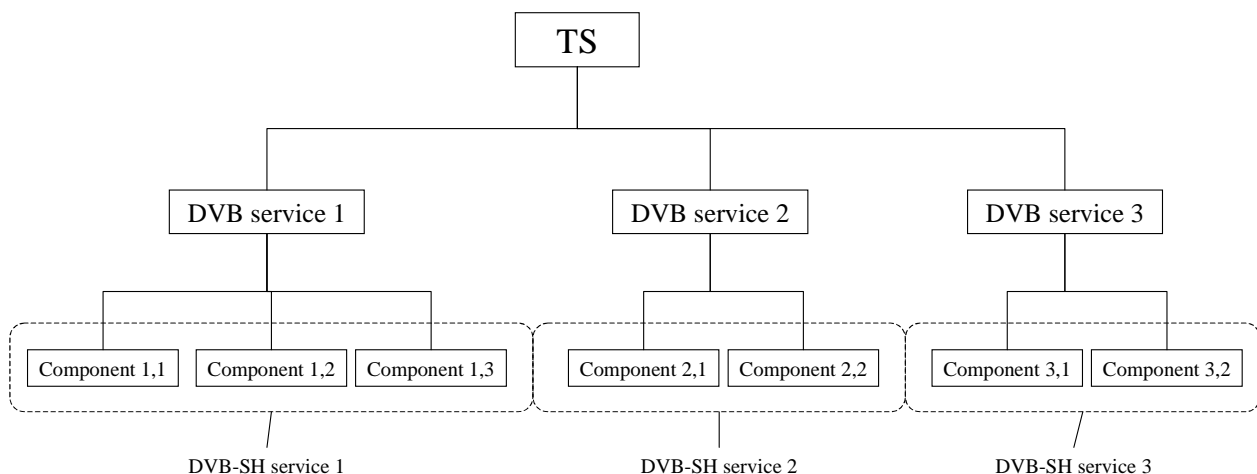 TS
DVB service 1
DVB service 2
DVB service 3
Component 1,1
Component 1,2
Component 1,3
Component 2,1
Component 2,2
Component 3,1
Component 3,2
DVB-SH service 1
DVB-SH service 2
DVB-SH service 3